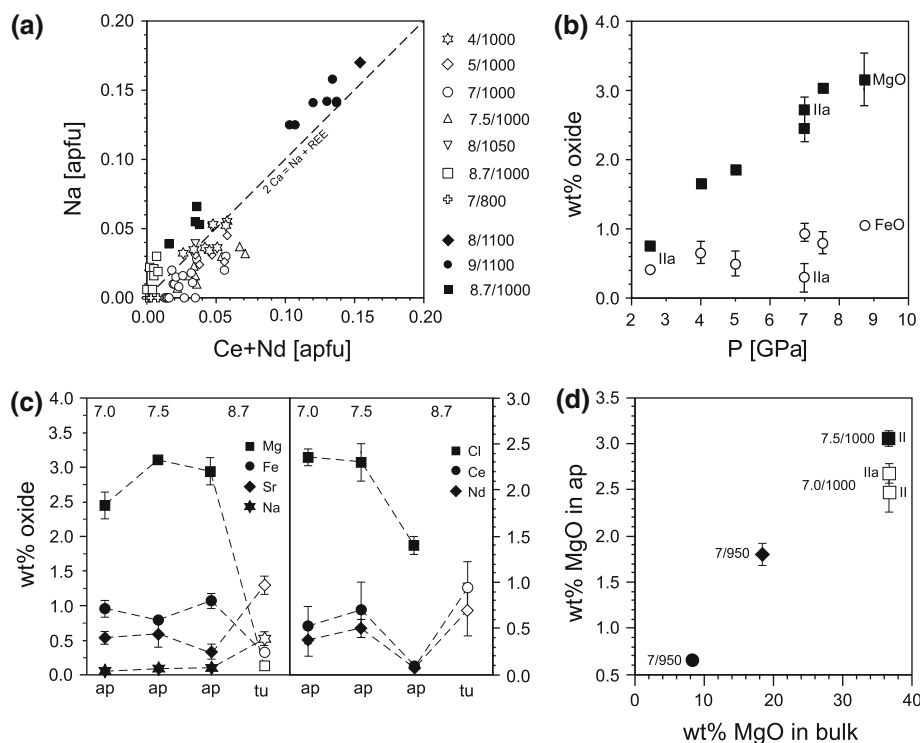 (a)
0.20
0.15
0.10
0.05
0.00
Na [apfu]
0.00 0.05 0.10 0.15 0.20
Ce+Nd [apfu]
2 Ca = Na + REE
4/1000
5/1000
7/1000
7.5/1000
8/1050
8.7/1000
7/800
8/1100
9/1100
8.7/1000
(b)
4.0
3.0
2.0
1.0
0.0
wt% oxide
MgO
IIa
FeO
IIa
IIa
2 3 4 5 6 7 8 9 10
P [GPa]
(c)
4.0
3.5
3.0
2.5
2.0
1.5
1.0
0.5
0.0
wt% oxide
7.0 7.5 8.7
Mg
Fe
Sr
Na
ap ap ap tu
7.0 7.5 8.7
Cl
Ce
Nd
ap ap ap tu
3.0
2.5
2.0
1.5
1.0
0.5
0.0
(d)
3.5
3.0
2.5
2.0
1.5
1.0
0.5
wt% MgO in ap
7.5/1000 II
IIa
7.0/1000 II
7/950
7/950
0 10 20 30 40
wt% MgO in bulk